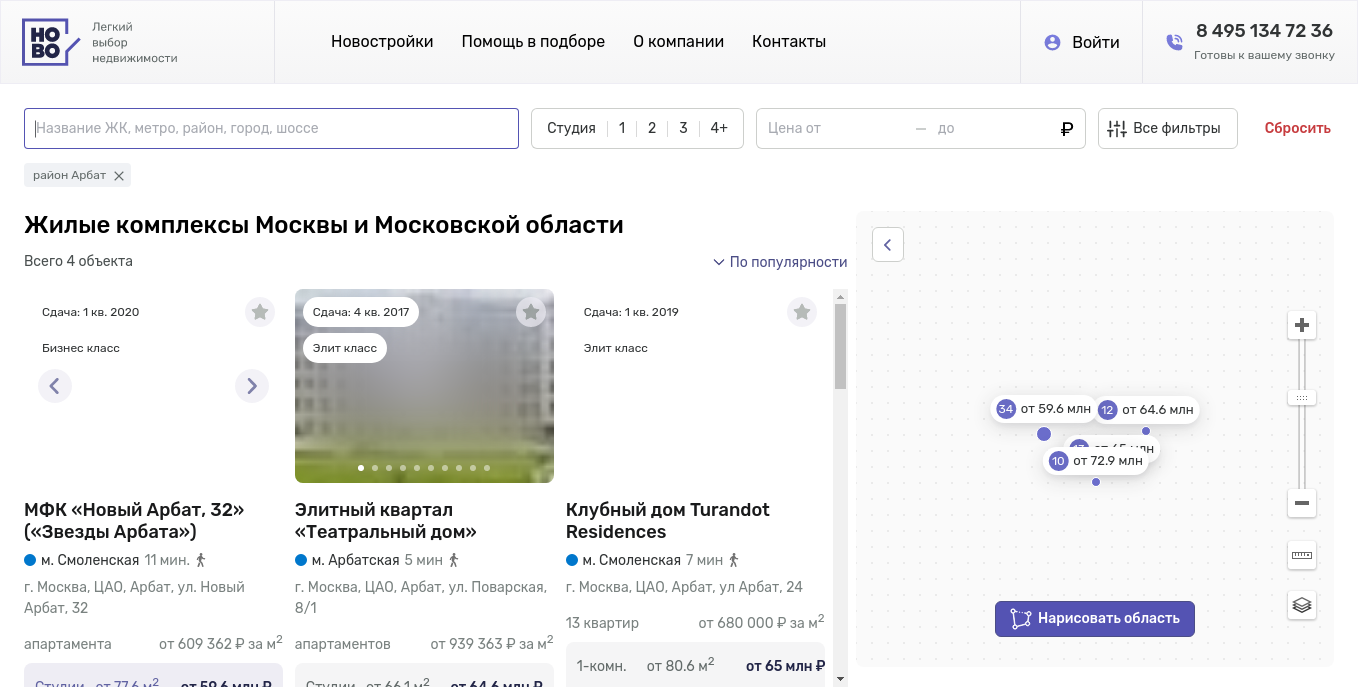 НО
ВО
Легкий
выбор
недвижимости
Новостройки
Помощь в подборе
О компании
Контакты
Войти
8 495 134 72 36
Готовы к вашему звонку
Название ЖК, метро, район, город, шоссе
Студия 1 2 3 4+
Цена от — до ₽
Все фильтры
Сбросить
район Арбат
Жилые комплексы Москвы и Московской области
Всего 4 объекта
По популярности
Сдача: 1 кв. 2020
Бизнес класс
МФК «Новый Арбат, 32»
(«Звезды Арбата»)
м. Смоленская 11 мин.
г. Москва, ЦАО, Арбат, ул. Новый
Арбат, 32
апартамента от 609 362 ₽ за м²
Студии от 77.6 м² от 59.6 млн ₽
Сдача: 4 кв. 2017
Элит класс
Элитный квартал
«Театральный дом»
м. Арбатская 5 мин
г. Москва, ЦАО, Арбат, ул. Поварская,
8/1
апартаментов от 939 363 ₽ за м²
Студии от 66.1 м² от 64.6 млн ₽
Сдача: 1 кв. 2019
Элит класс
Клубный дом Turandot
Residences
м. Смоленская 7 мин
г. Москва, ЦАО, Арбат, ул Арбат, 24
13 квартир от 680 000 ₽ за м²
1-комн. от 80.6 м² от 65 млн ₽
34 от 59.6 млн
12 от 64.6 млн
13 от 65 млн
10 от 72.9 млн
Нарисовать область